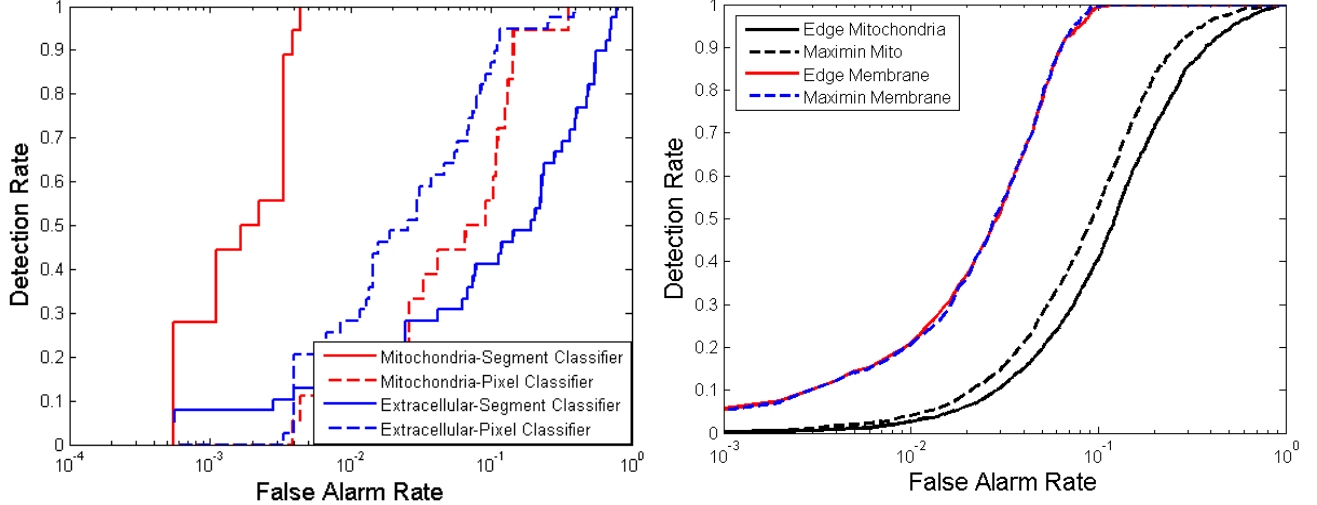 1
0.9
0.8
0.7
0.6
0.5
0.4
0.3
0.2
0.1
0
Detection Rate
Mitochondria-Segment Classifier
Mitochondria-Pixel Classifier
Extracellular-Segment Classifier
Extracellular-Pixel Classifier
10^-4
10^-3
10^-2
10^-1
10^0
False Alarm Rate
1
0.9
0.8
0.7
0.6
0.5
0.4
0.3
0.2
0.1
0
Detection Rate
Edge Mitochondria
Maximin Mito
Edge Membrane
Maximin Membrane
10^-3
10^-2
10^-1
10^0
False Alarm Rate